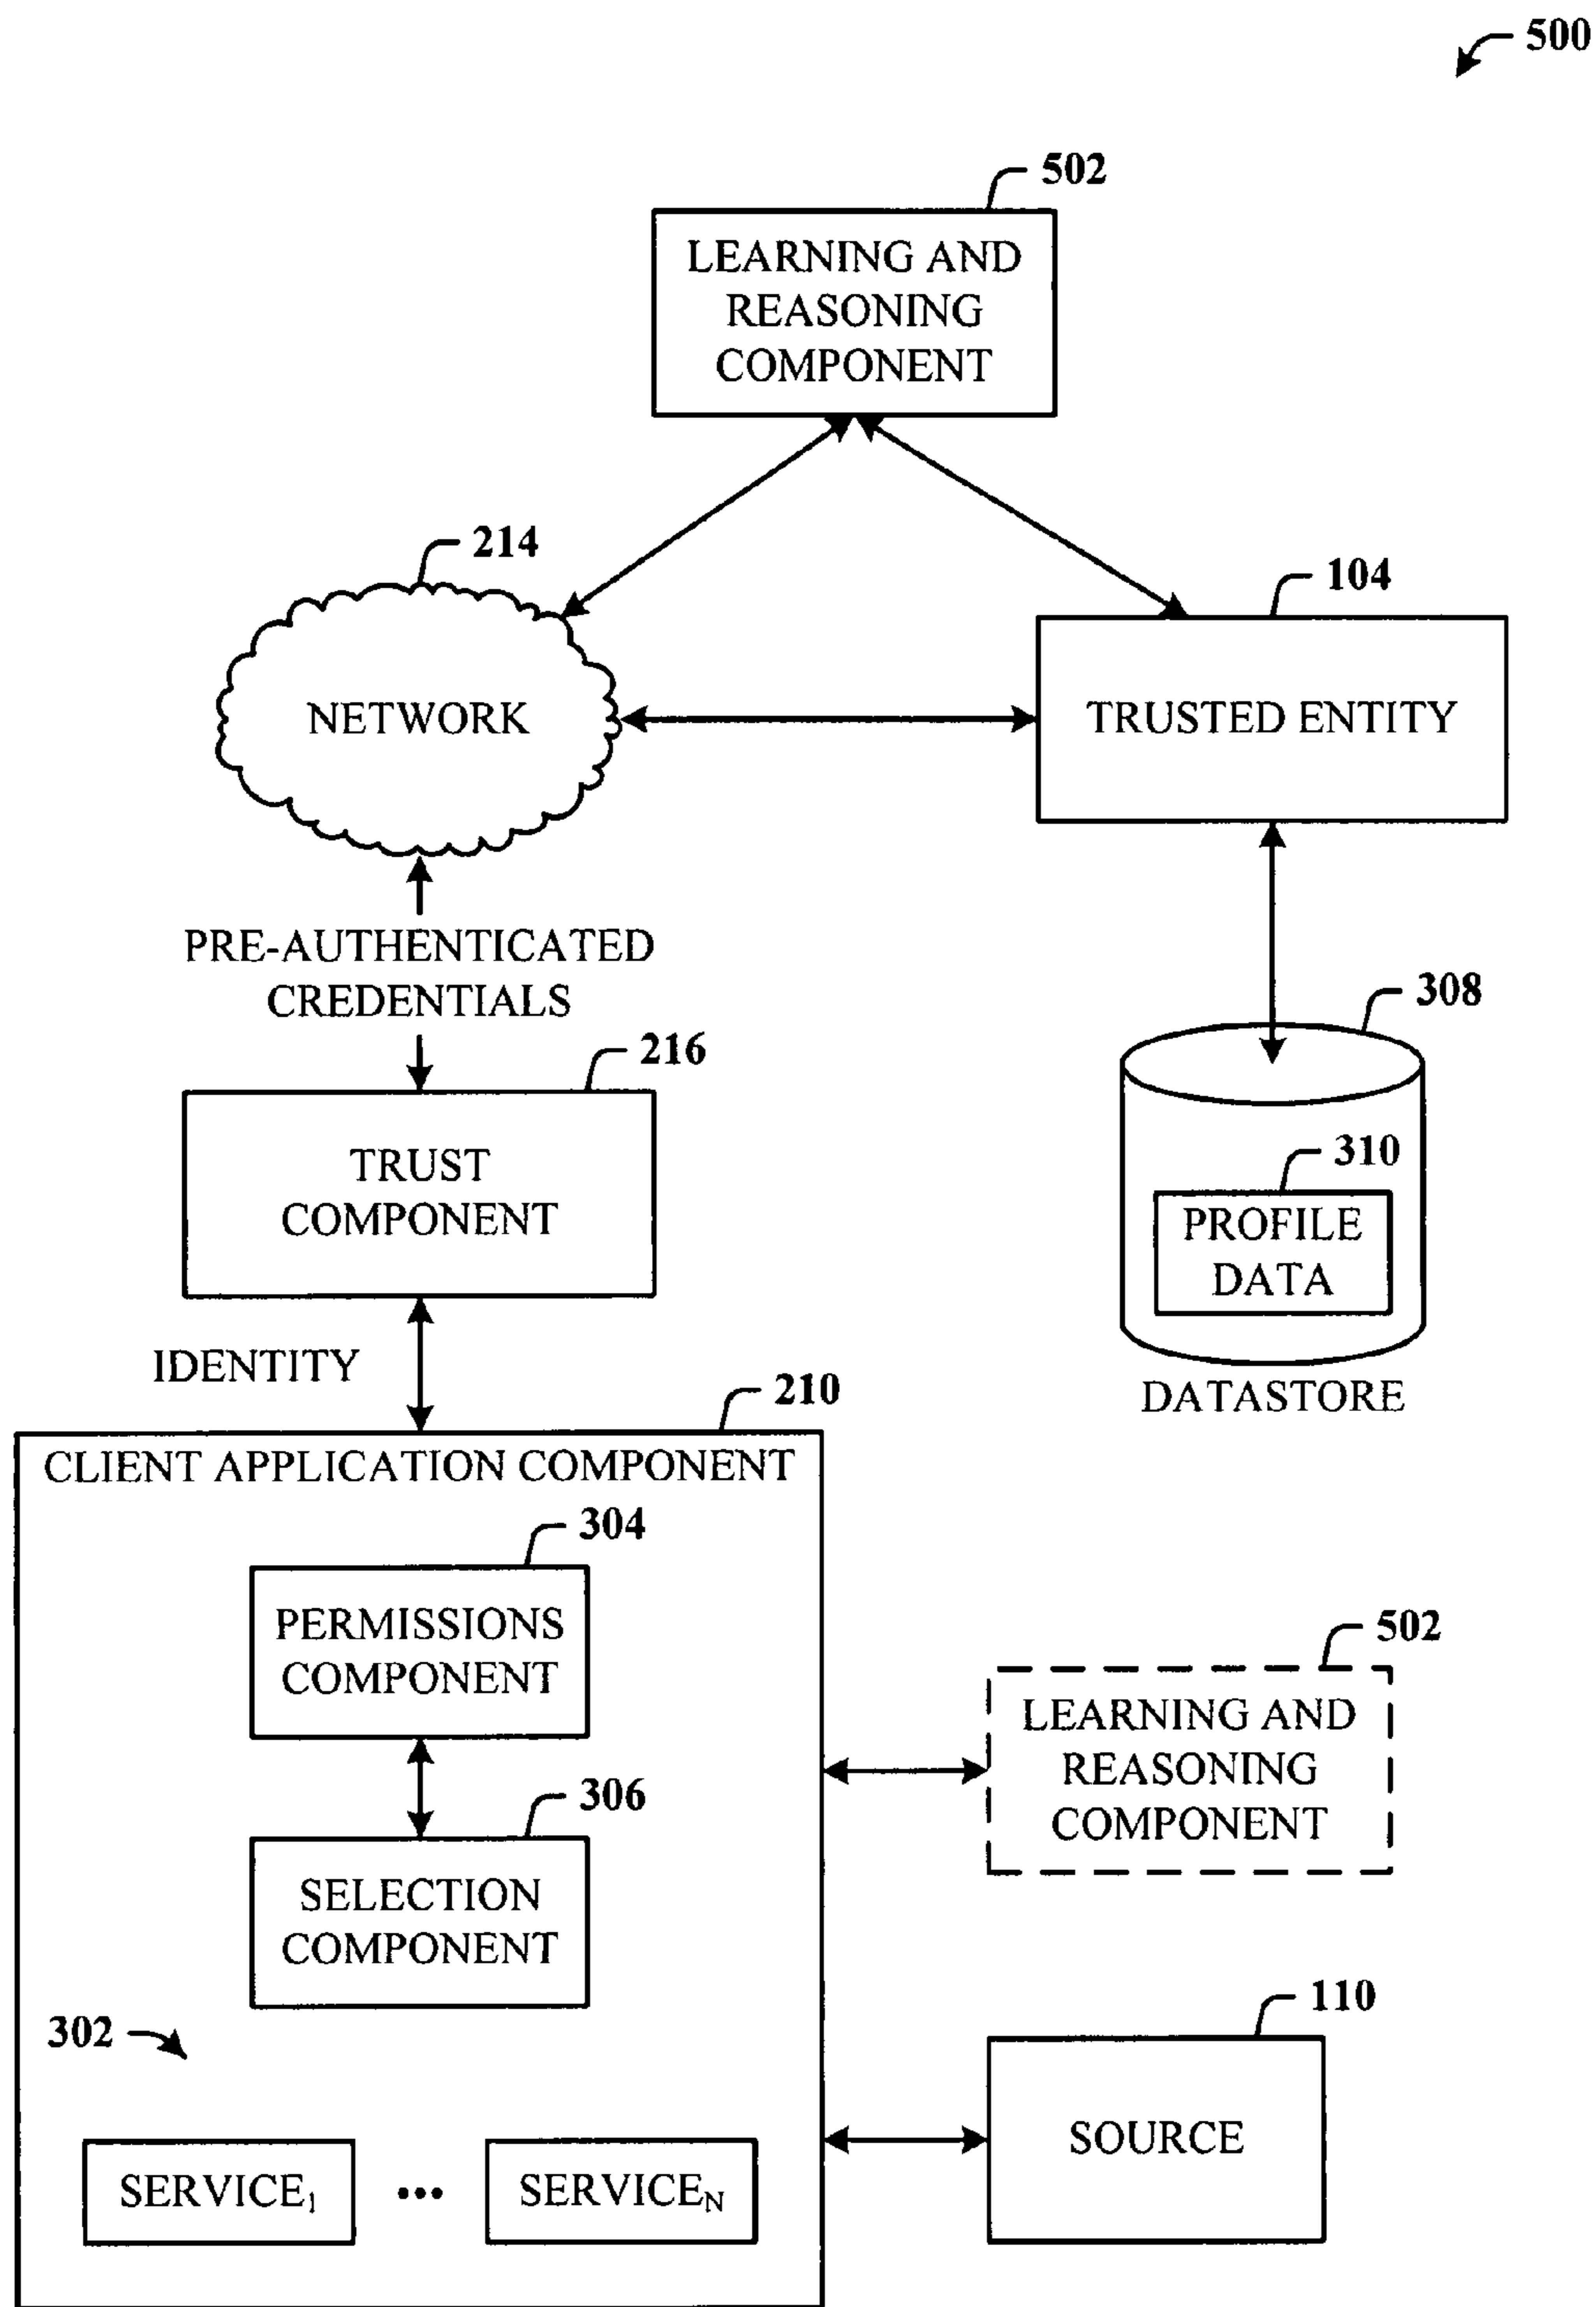 500
502
LEARNING AND
REASONING
COMPONENT
214
NETWORK
104
TRUSTED ENTITY
PRE-AUTHENTICATED
CREDENTIALS
216
TRUST
COMPONENT
308
310
PROFILE
DATA
DATASTORE
IDENTITY
210
CLIENT APPLICATION COMPONENT
304
PERMISSIONS
COMPONENT
306
SELECTION
COMPONENT
302
SERVICE1 ••• SERVICEN
502
LEARNING AND
REASONING
COMPONENT
110
SOURCE